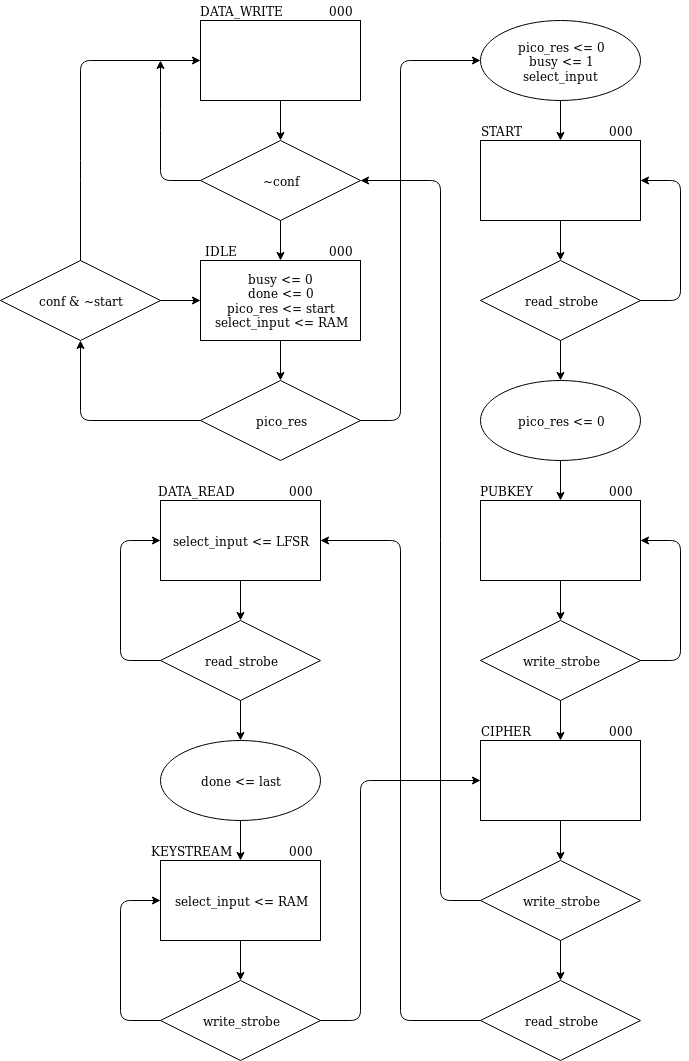 DATA_WRITE 000
~conf
IDLE 000
busy <= 0
done <= 0
pico_res <= start
select_input <= RAM
conf & ~start
pico_res
pico_res <= 0
busy <= 1
select_input
START 000
read_strobe
pico_res <= 0
PUBKEY 000
write_strobe
CIPHER 000
write_strobe
read_strobe
DATA_READ 000
select_input <= LFSR
read_strobe
done <= last
KEYSTREAM 000
select_input <= RAM
write_strobe